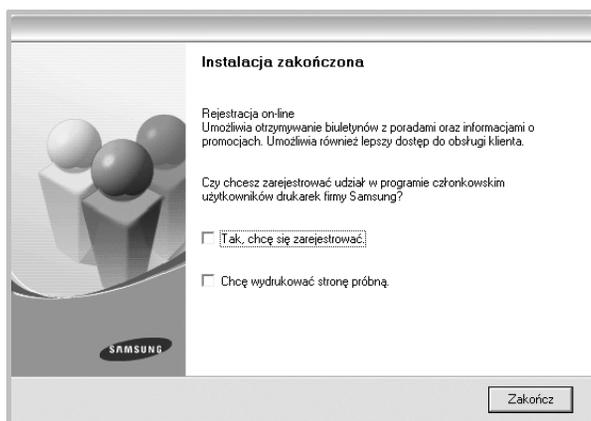 Instalacja zakończona
Rejestracja on-line
Umożliwia otrzymywanie biuletynów z poradami oraz informacjami o
promocjach. Umożliwia również lepszy dostęp do obsługi klienta.
Czy chcesz zarejestrować udział w programie członkowskim
użytkowników drukarek firmy Samsung?
Tak, chcę się zarejestrować.
Chcę wydrukować stronę próbną.
SAMSUNG
Zakończ